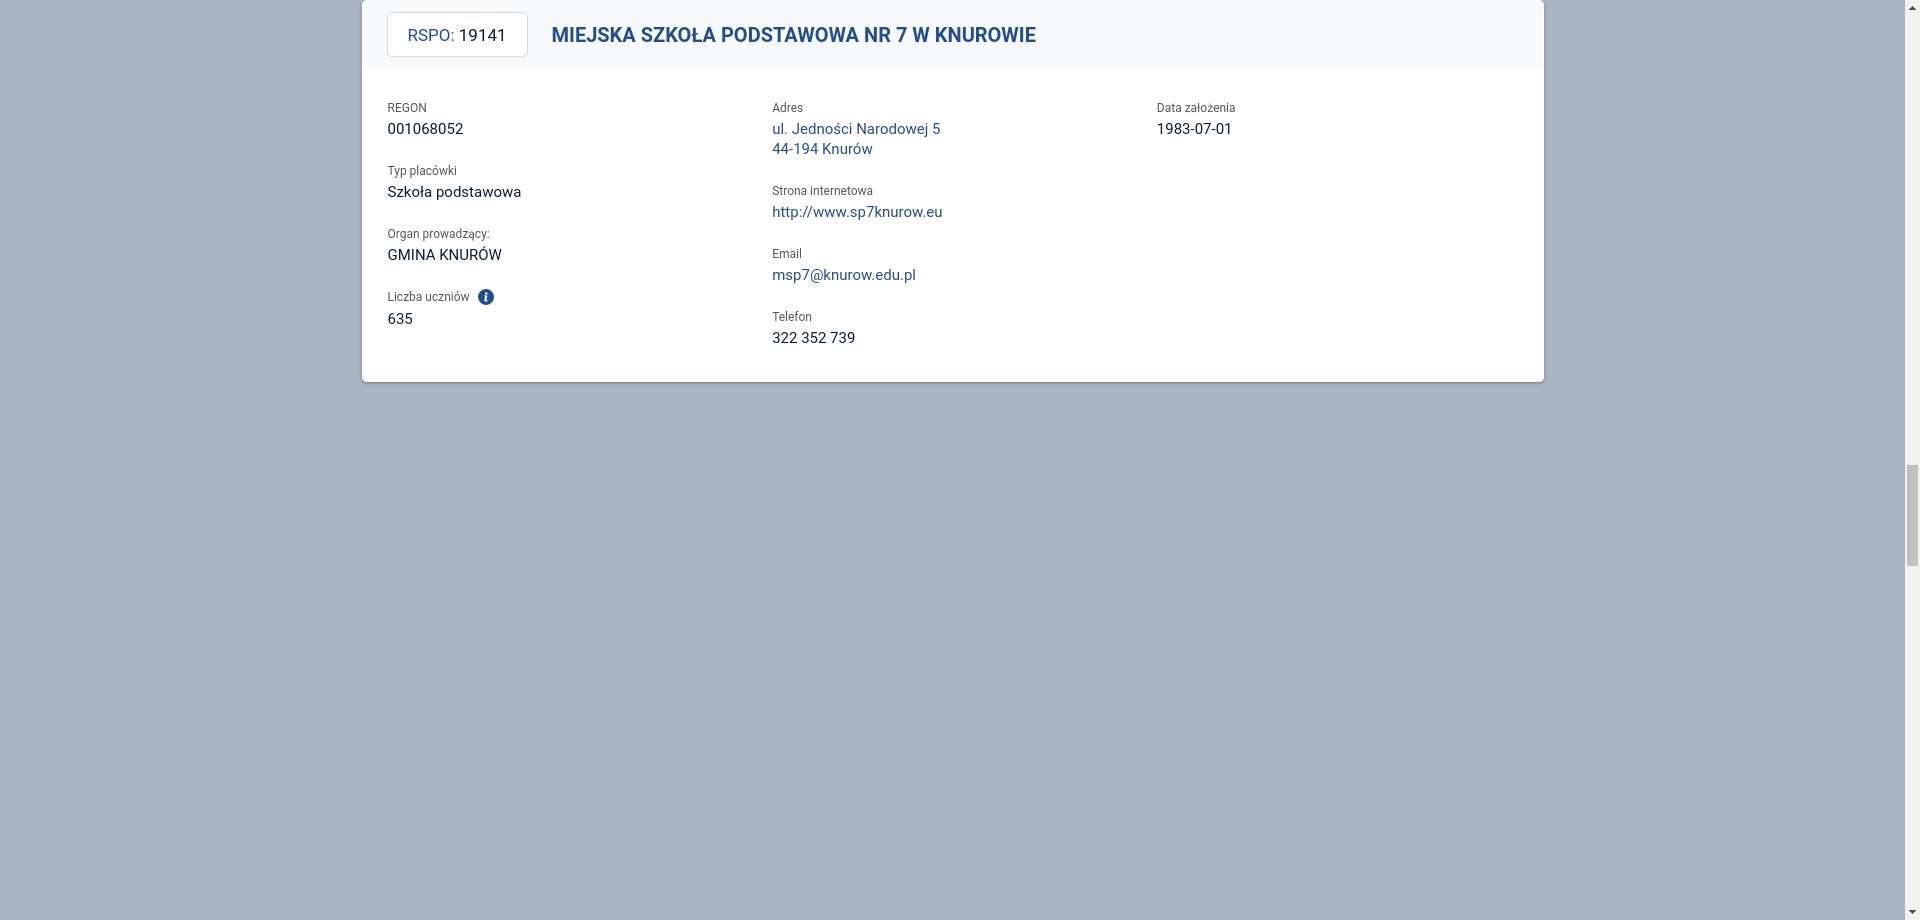 RSPO: 19141
MIEJSKA SZKOŁA PODSTAWOWA NR 7 W KNUROWIE
REGON
001068052
Typ placówki
Szkoła podstawowa
Organ prowadzący:
GMINA KNURÓW
Liczba uczniów
635
Adres
ul. Jedności Narodowej 5
44-194 Knurów
Strona internetowa
http://www.sp7knurow.eu
Email
msp7@knurow.edu.pl
Telefon
322 352 739
Data założenia
1983-07-01